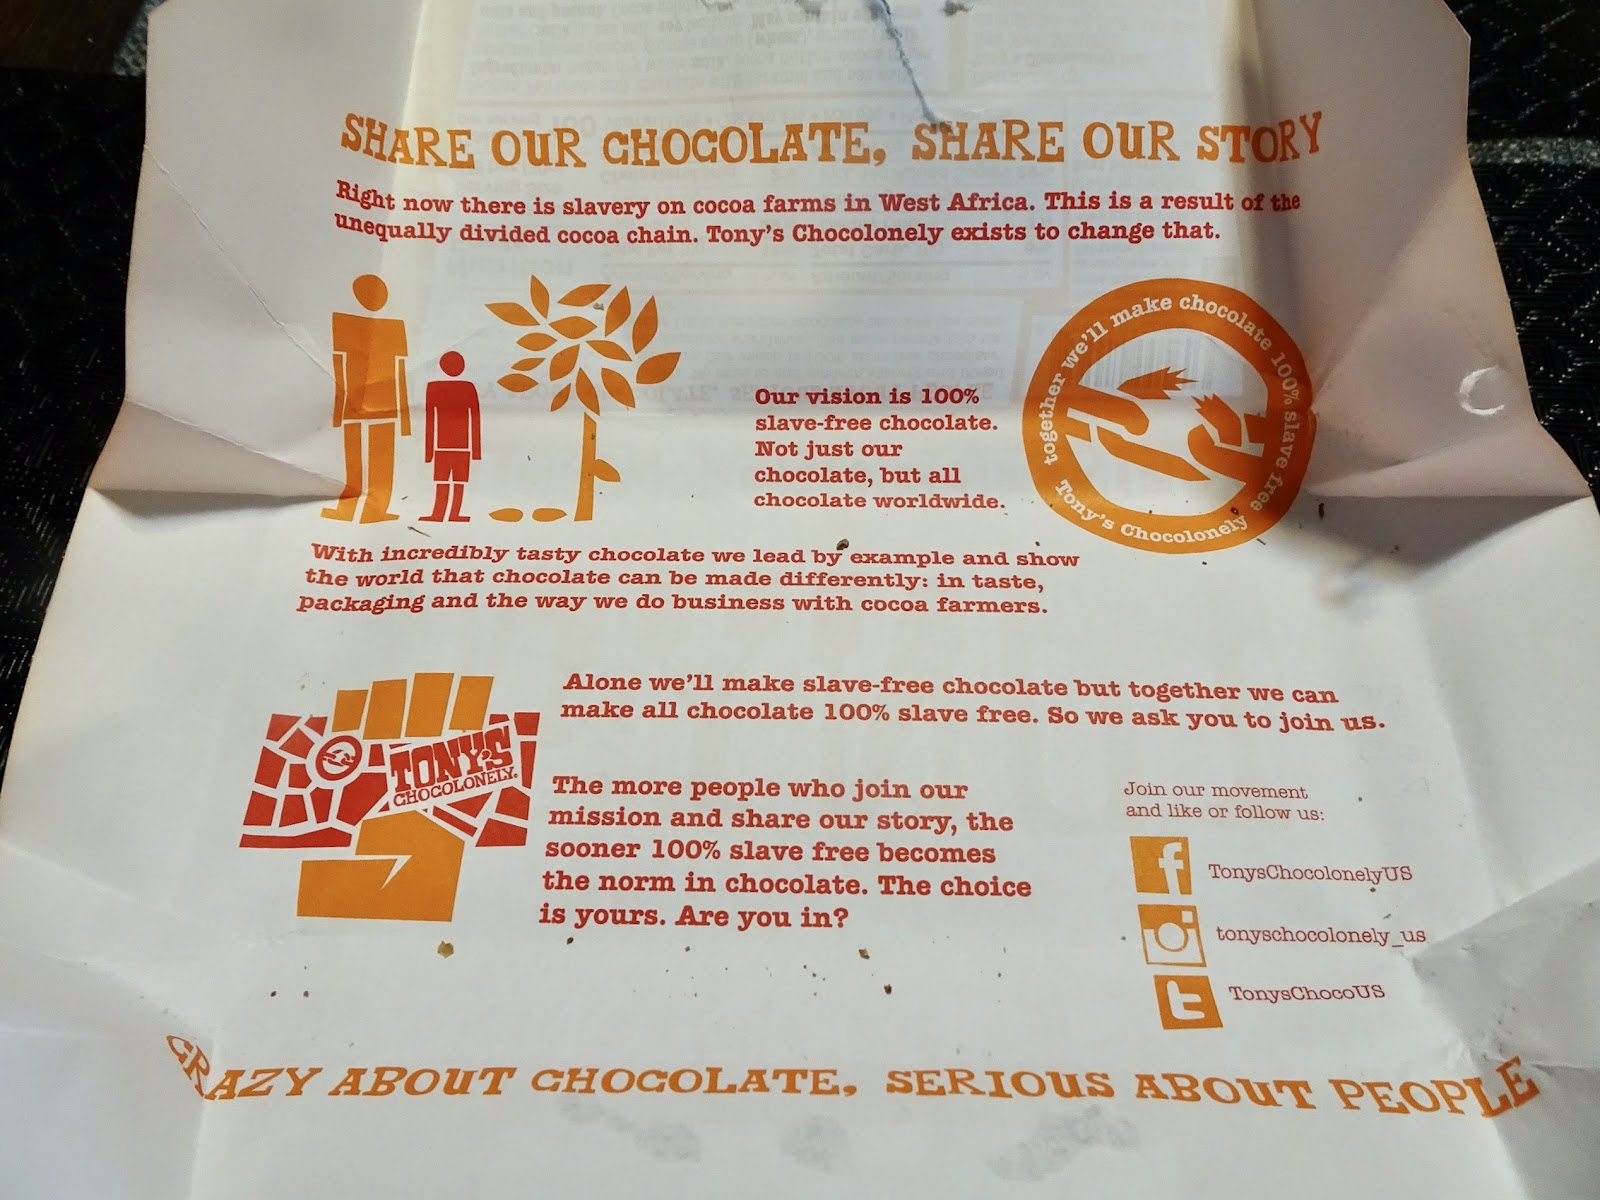 SHARE OUR CHOCOLATE, SHARE OUR STORY
Right now there is slavery on cocoa farms in West Africa. This is a result of the
unequally divided cocoa chain. Tony's Chocolonely exists to change that.
Our vision is 100%
slave-free chocolate.
Not just our
chocolate, but all
chocolate worldwide.
together we'll make chocolate 100% slave free
Tony's Chocolonely
With incredibly tasty chocolate we lead by example and show
the world that chocolate can be made differently: in taste,
packaging and the way we do business with cocoa farmers.
Alone we'll make slave-free chocolate but together we can
make all chocolate 100% slave free. So we ask you to join us.
TONY'S
CHOCOLONELY
The more people who join our
mission and share our story, the
sooner 100% slave free becomes
the norm in chocolate. The choice
is yours. Are you in?
Join our movement
and like or follow us:
TonysChocolonelyUS
tonyschocolonely_us
TonysChocoUS
CRAZY ABOUT CHOCOLATE, SERIOUS ABOUT PEOPLE